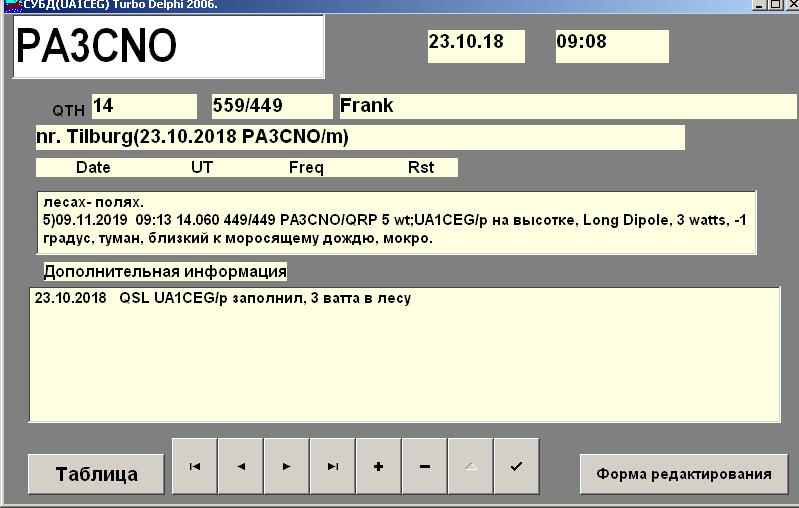 СУБД(UA1CEG) Turbo Delphi 2006.
PA3CNO
23.10.18 09:08
QTH 14 559/449 Frank
nr. Tilburg(23.10.2018 PA3CNO/m)
Date UT Freq Rst
лесах- полях.
5)09.11.2019 09:13 14.060 449/449 PA3CNO/QRP 5 wt;UA1CEG/p на высотке, Long Dipole, 3 watts, -1
градус, туман, близкий к моросящему дождю, мокро.
Дополнительная информация
23.10.2018 QSL UA1CEG/p заполнил, 3 ватта в лесу
Таблица
Форма редактирования